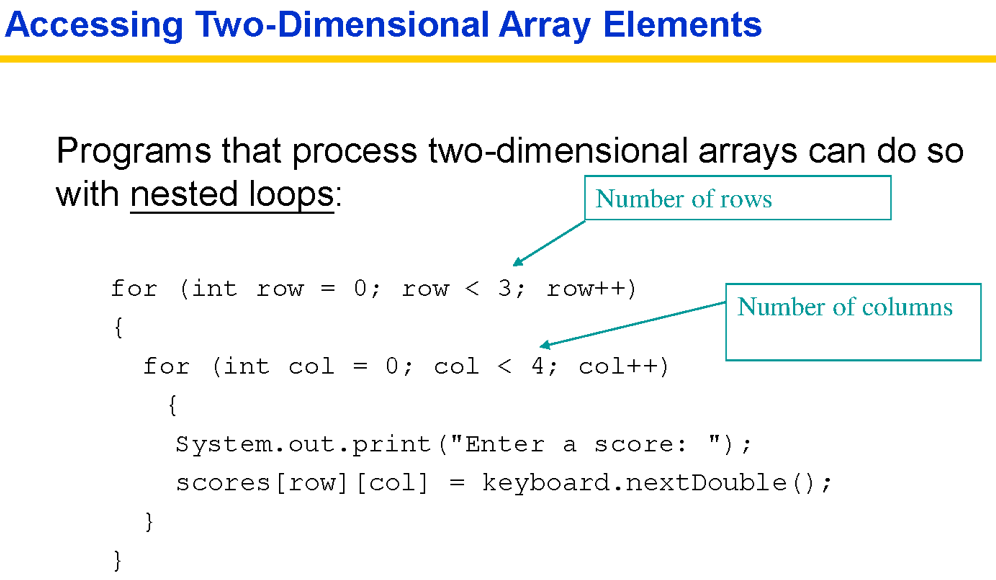 Accessing Two-Dimensional Array Elements
Programs that process two-dimensional arrays can do so
with nested loops:
Number of rows
for (int row = 0; row < 3; row++)
Number of columns
{
for (int col = 0; col < 4; col++)
{
System.out.print("Enter a score: ");
scores[row][col] = keyboard.nextDouble();
}
}